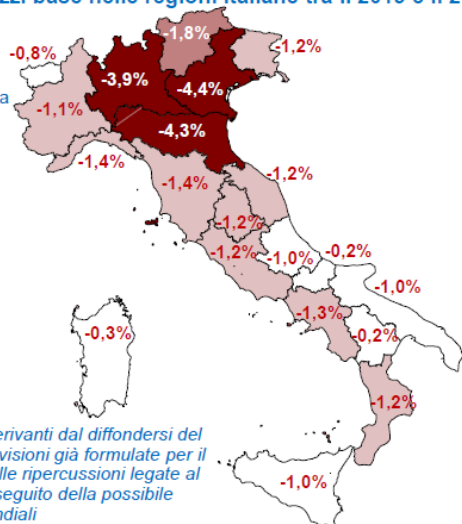 zi base nelle regioni italiane tra il 2019 e il 2
-1,8%
-1,2%
-0,8%
-3,9%
-4,4%
a
-1,1%
-4,3%
-1,4%
-1,4%
-1,2%
-1,2%
-1,2%
-1,0%
-0,2%
-1,0%
-1,3%
-0,2%
-0,3%
-1,2%
-1,0%
erivanti dal diffondersi del
visioni già formulate per il
lle ripercussioni legate al
seguito della possibile
ndiali